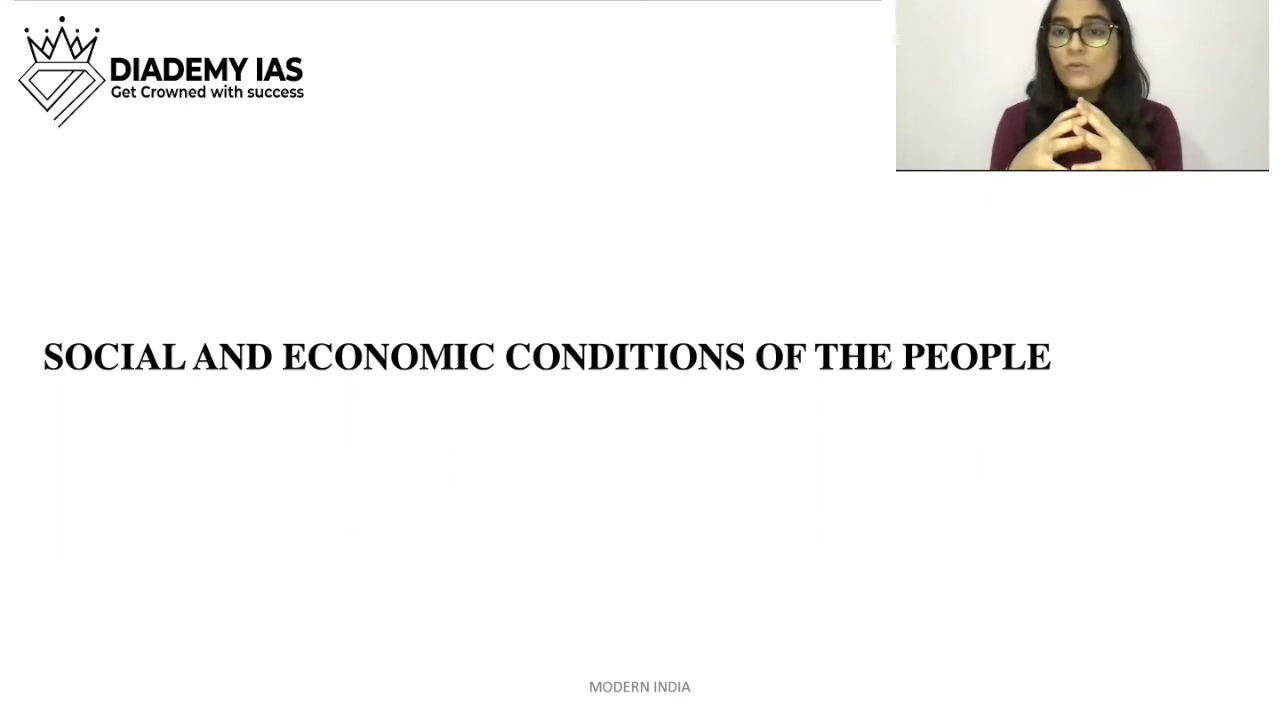 DIADEMY IAS
Get Crowned with success
SOCIAL AND ECONOMIC CONDITIONS OF THE PEOPLE
MODERN INDIA